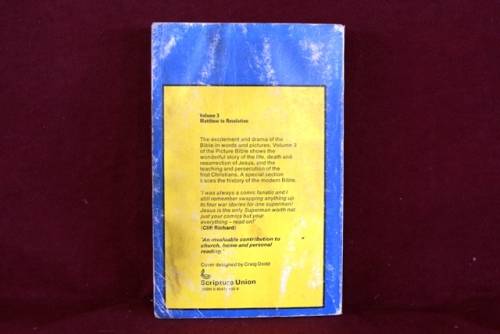 Volume 3
Matthew to Revelation
The excitement and drama of the
Bible in words and pictures. Volume 3
of the Picture Bible shows the
wonderful story of the life, death and
resurrection of Jesus, and the
teaching and persecution of the
first Christians. A special section
traces the history of the modern Bible.
'I was always a comic fanatic and I
still remember swapping anything up
to four war stories for one superman!
Jesus is the only Superman worth not
just your comics but your
everything – read on!'
(Cliff Richard)
'An invaluable contribution to
church, home and personal
reading.'
Cover designed by Craig Dodd
Scripture Union
ISBN 0